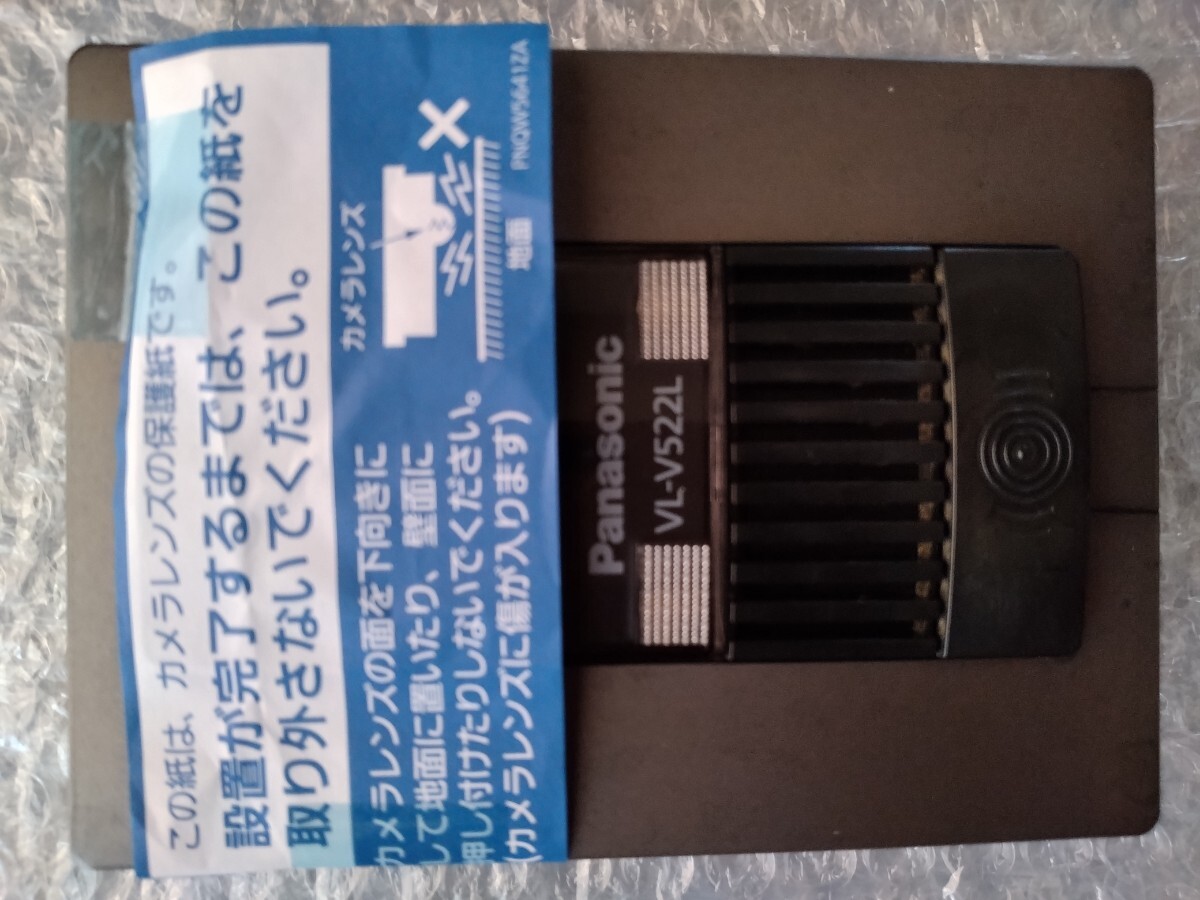 この紙は、カメラレンズの保護紙です。
設置が完了するまでは、この紙を
取り外さないでください。
カメラレンズの面を下向きに
して地面に置いたり、壁面に
押し付けたりしないでください。
(カメラレンズに傷が入ります)
カメラレンズ
地面
PNQW5641ZA
Panasonic
VL-V522L